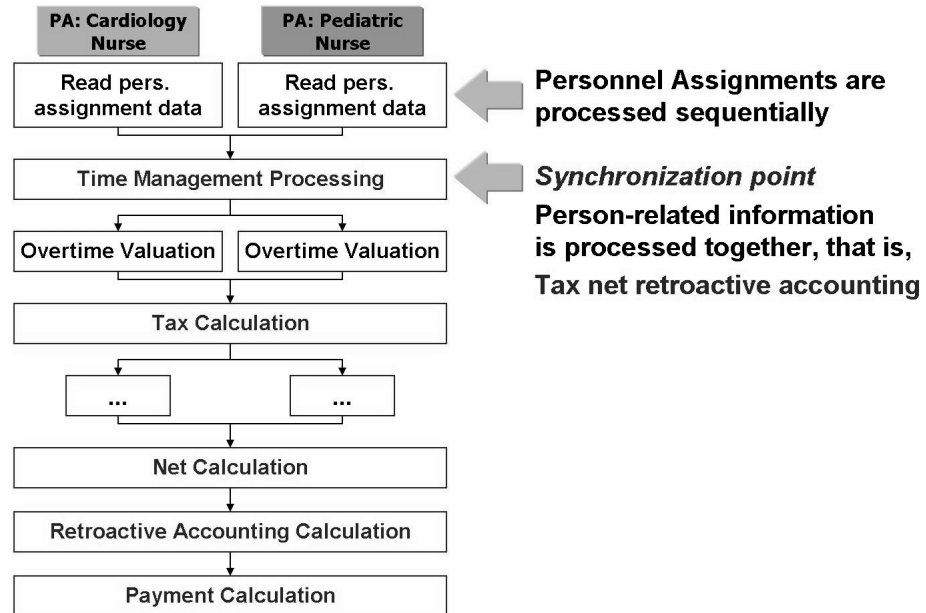 PA: Cardiology
Nurse
PA: Pediatric
Nurse
Read pers.
assignment data
Read pers.
assignment data
Personnel Assignments are
processed sequentially
Time Management Processing
Synchronization point
Person-related information
is processed together, that is,
Tax net retroactive accounting
Overtime Valuation
Overtime Valuation
Tax Calculation
...
...
Net Calculation
Retroactive Accounting Calculation
Payment Calculation